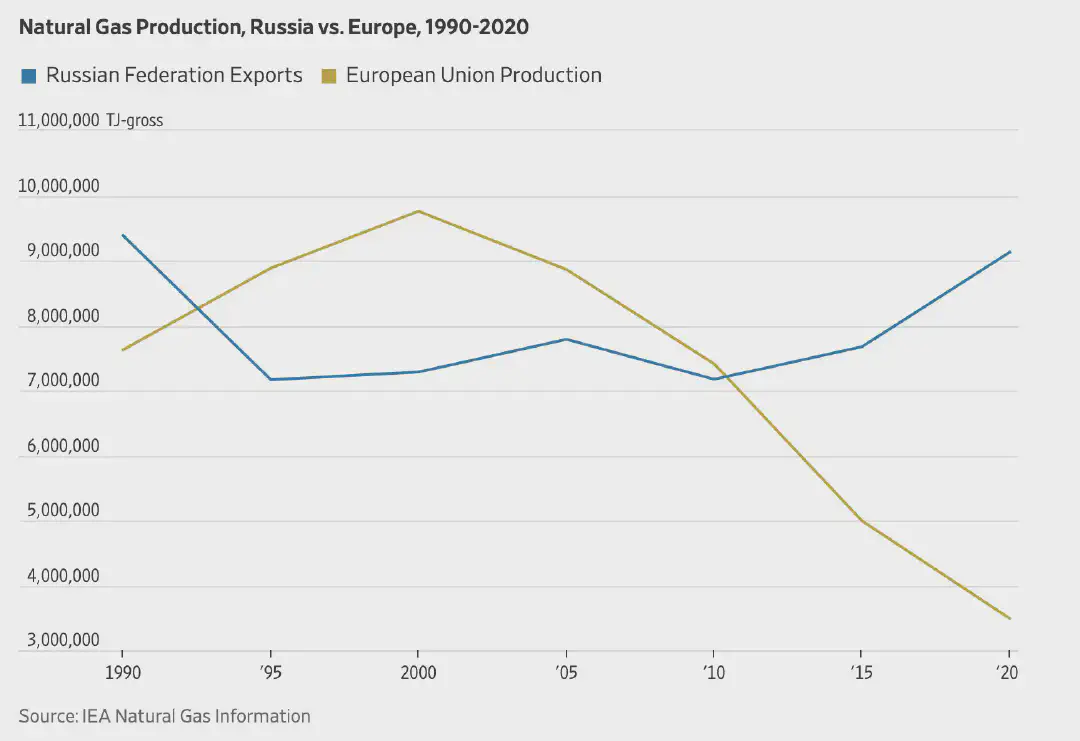 Natural Gas Production, Russia vs. Europe, 1990-2020
Russian Federation Exports European Union Production
11,000,000 TJ-gross
10,000,000
9,000,000
8,000,000
7,000,000
6,000,000
5,000,000
4,000,000
3,000,000
1990 '95 2000 '05 '10 '15 '20
Source: IEA Natural Gas Information